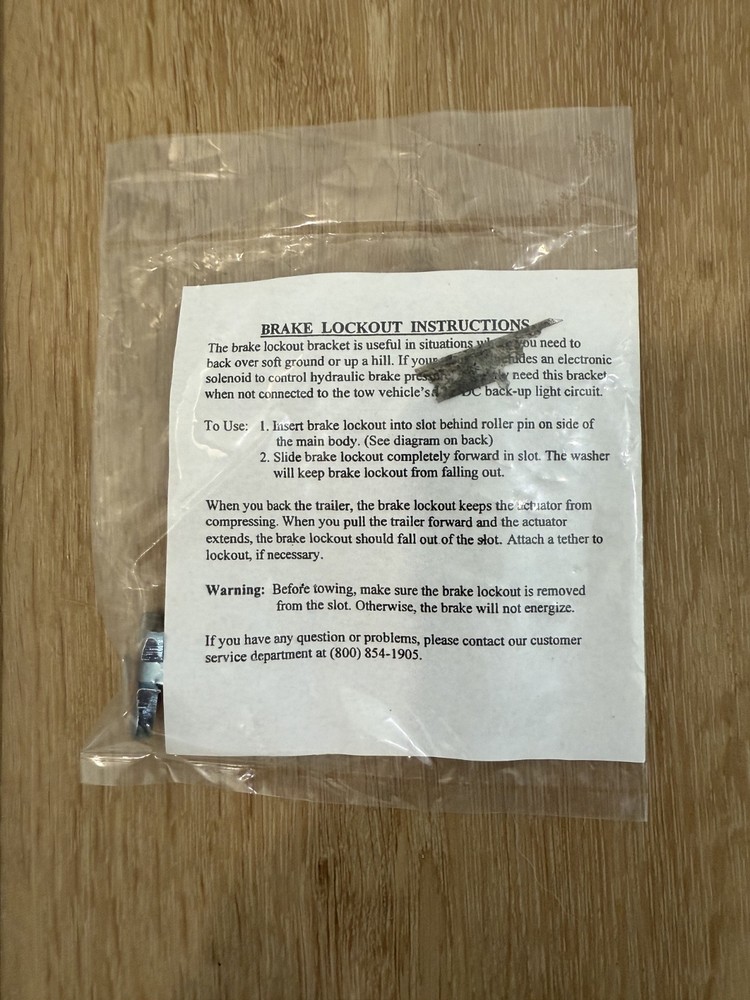 BRAKE LOCKOUT INSTRUCTIONS
The brake lockout bracket is useful in situations you need to
back over soft ground or up a hill. If your an electronic
solenoid to control hydraulic brake need this bracket
when not connected to the tow vehicle's DC back-up light circuit.
To Use: 1. Insert brake lockout into slot behind roller pin on side of
the main body. (See diagram on back)
2. Slide brake lockout completely forward in slot. The washer
will keep brake lockout from falling out.
When you back the trailer, the brake lockout keeps the actuator from
compressing. When you pull the trailer forward and the actuator
extends, the brake lockout should fall out of the slot. Attach a tether to
lockout, if necessary.
Warning: Before towing, make sure the brake lockout is removed
from the slot. Otherwise, the brake will not energize.
If you have any question or problems, please contact our customer
service department at (800) 854-1905.